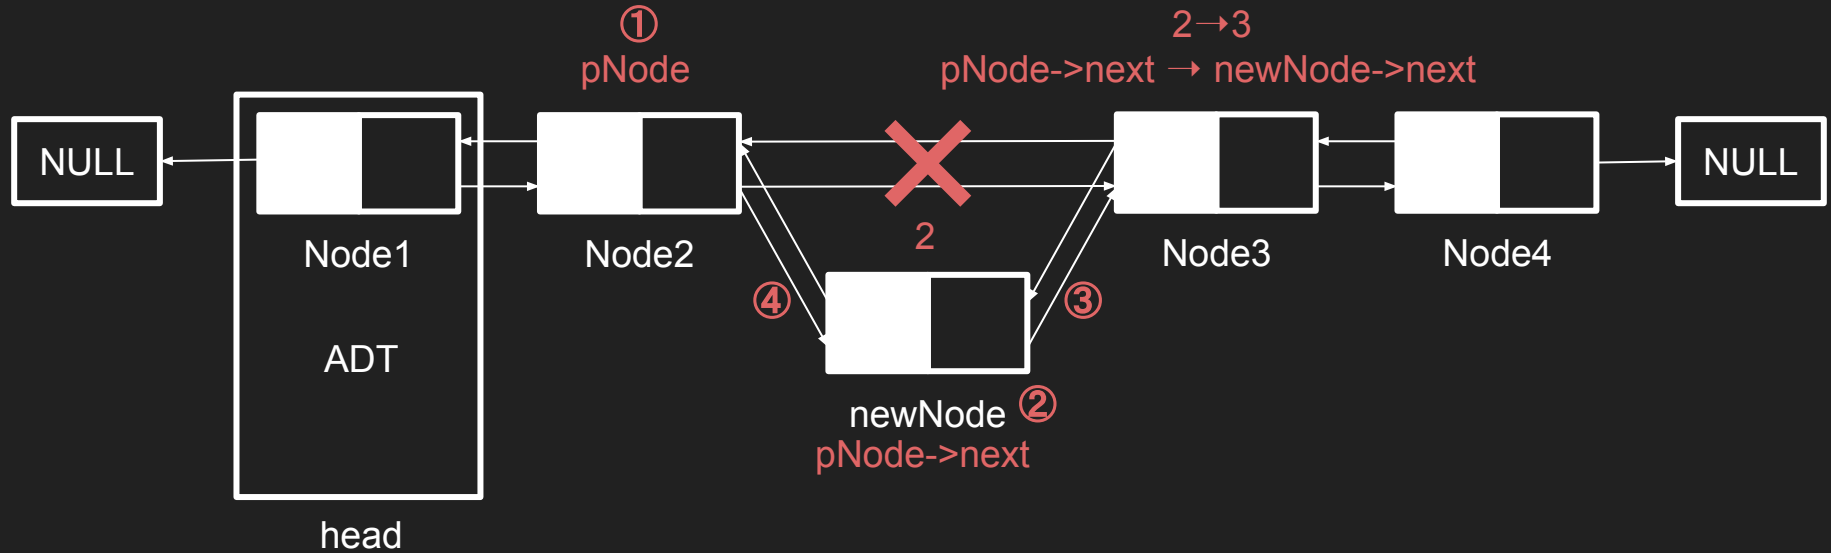 ①
pNode
2→3
pNode->next → newNode->next
NULL
NULL
2
Node1
Node2
Node3
Node4
④
③
ADT
newNode ②
pNode->next
head